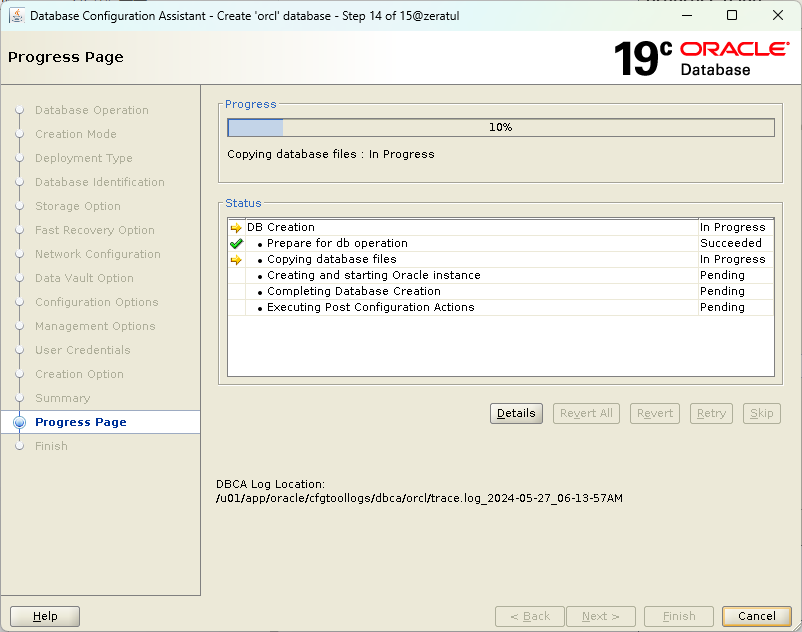 Database Configuration Assistant - Create 'orcl' database - Step 14 of 15@zeratul
Progress Page
19c ORACLE
Database
Database Operation
Creation Mode
Deployment Type
Database Identification
Storage Option
Fast Recovery Option
Network Configuration
Data Vault Option
Configuration Options
Management Options
User Credentials
Creation Option
Summary
Progress Page
Finish
Progress
10%
Copying database files : In Progress
Status
DB Creation In Progress
• Prepare for db operation Succeeded
• Copying database files In Progress
• Creating and starting Oracle instance Pending
• Completing Database Creation Pending
• Executing Post Configuration Actions Pending
Details Revert All Revert Retry Skip
DBCA Log Location:
/u01/app/oracle/cfgtoollogs/dbca/orcl/trace.log_2024-05-27_06-13-57AM
Help < Back Next > Finish Cancel